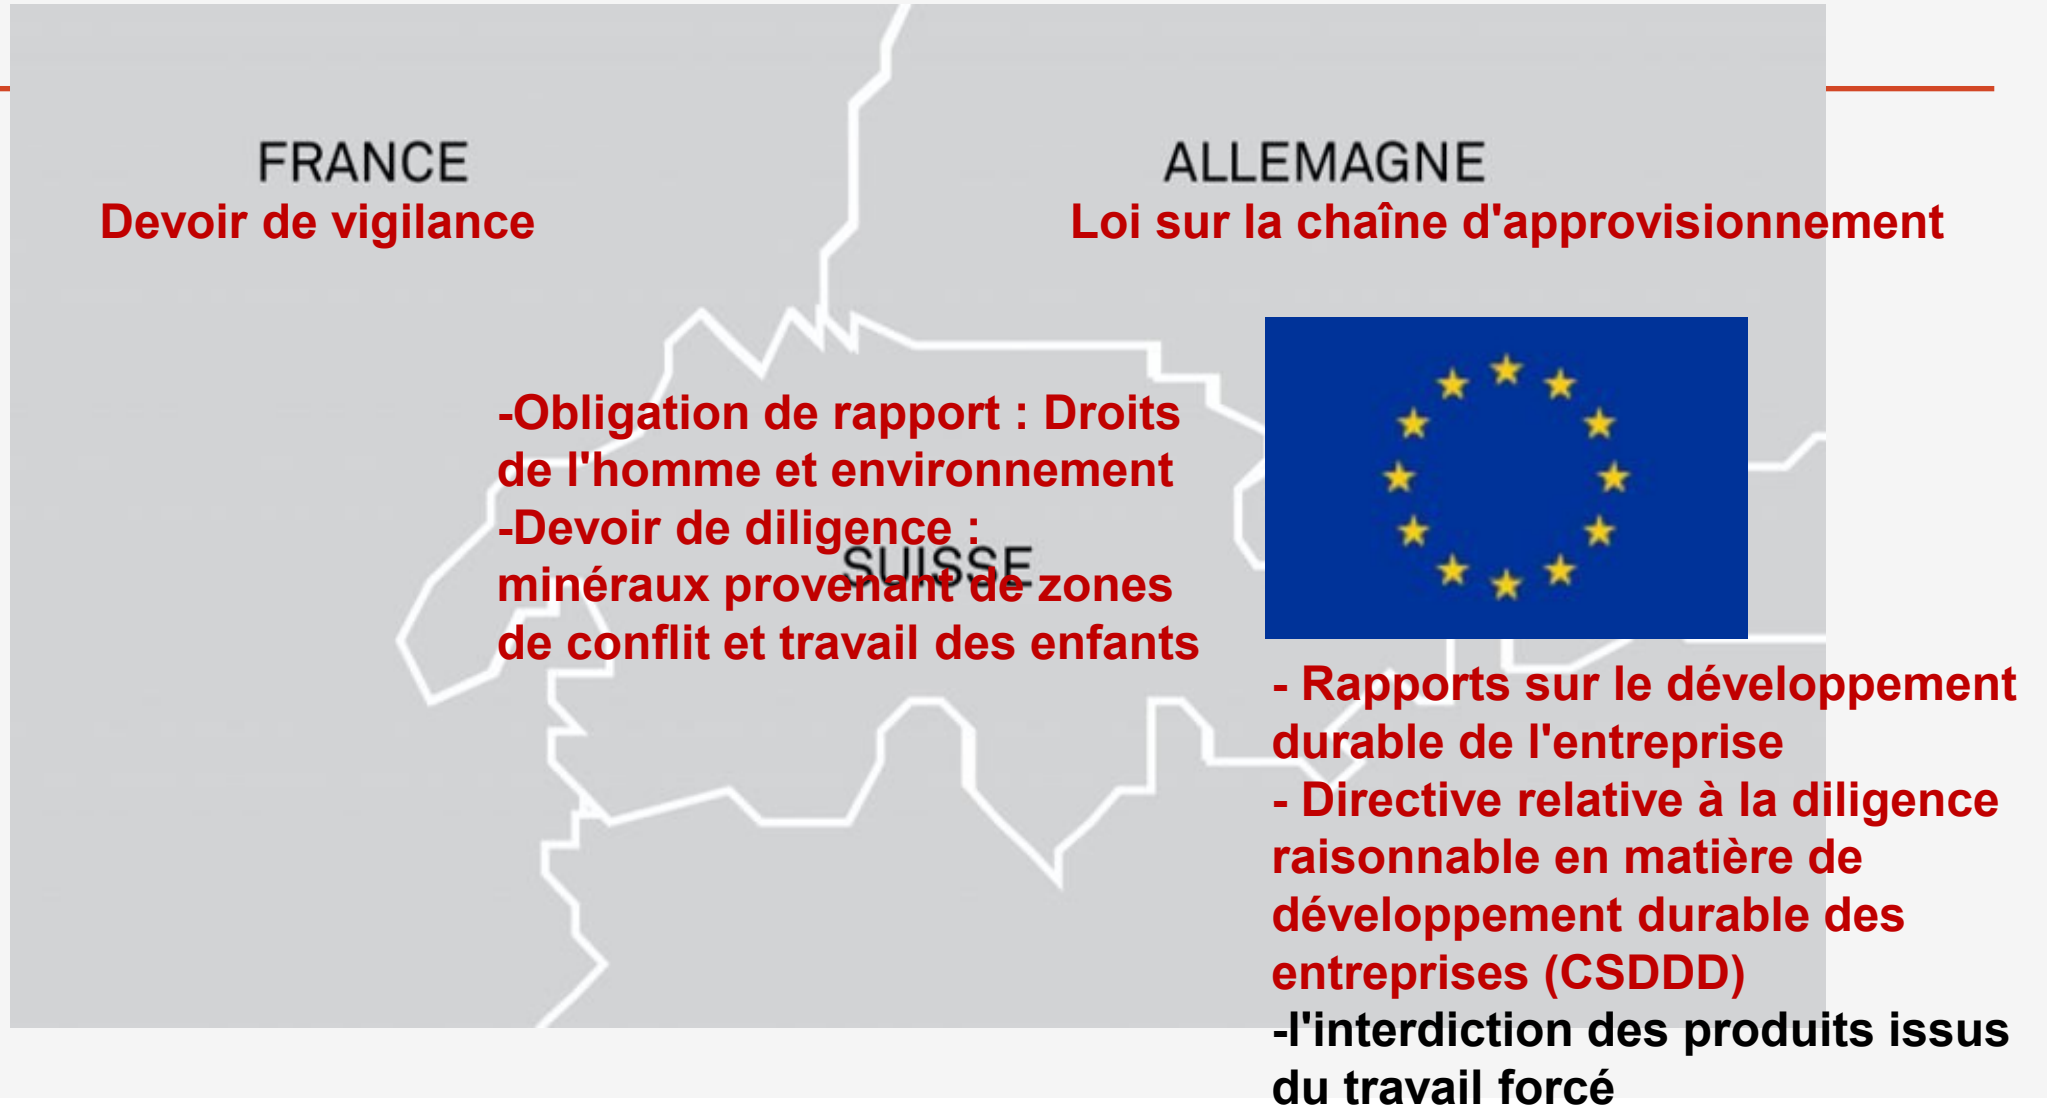 FRANCE
Devoir de vigilance
ALLEMAGNE
Loi sur la chaîne d'approvisionnement
-Obligation de rapport : Droits
de l'homme et environnement
-Devoir de diligence :
minéraux provenant de zones
de conflit et travail des enfants
SUISSE
- Rapports sur le développement
durable de l'entreprise
- Directive relative à la diligence
raisonnable en matière de
développement durable des
entreprises (CSDDD)
-l'interdiction des produits issus
du travail forcé